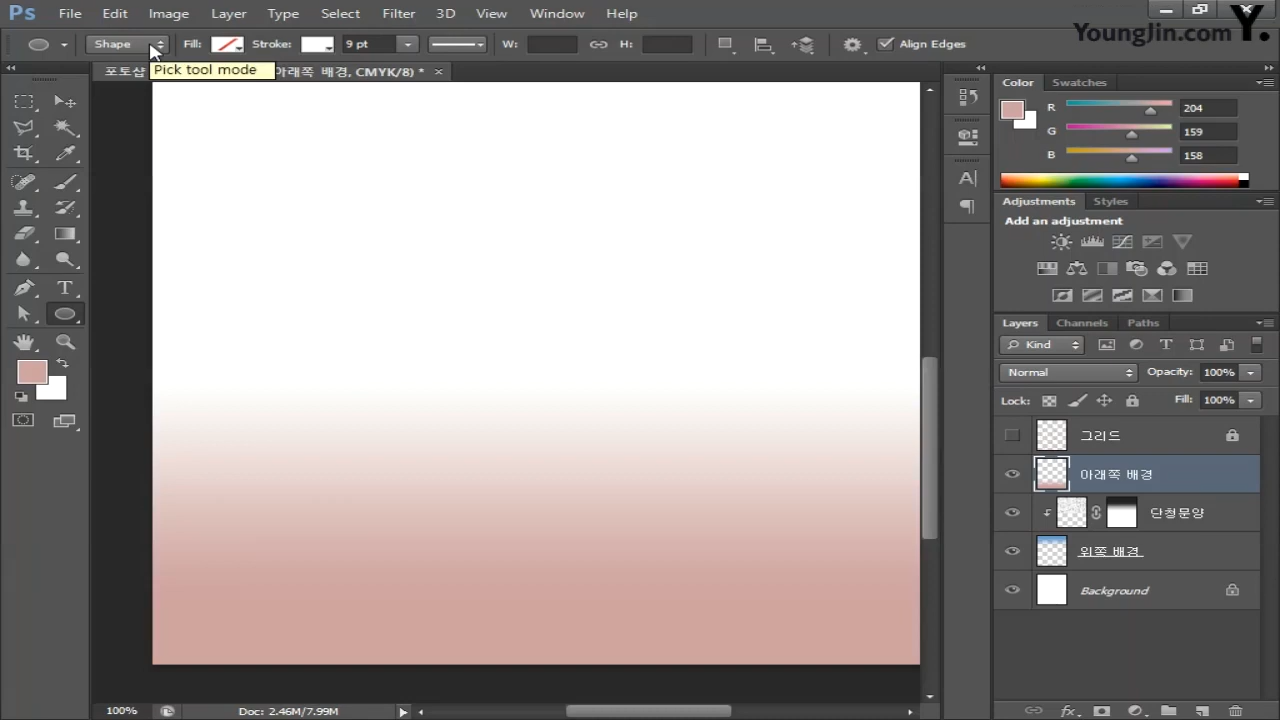 Ps File Edit Image Layer Type Select Filter 3D View Window Help
YoungJin.com Y.
Shape Fill: Stroke: 9 pt W: H: Align Edges
Pick tool mode
포토샵 아래쪽 배경, CMYK/8) * ×
Color Swatches
R 204
G 159
B 158
Adjustments Styles
Add an adjustment
Layers Channels Paths
Kind
Normal Opacity: 100%
Lock: Fill: 100%
그리드
아래쪽 배경
단청문양
위쪽 배경
Background
100% Doc: 2.46M/7.99M